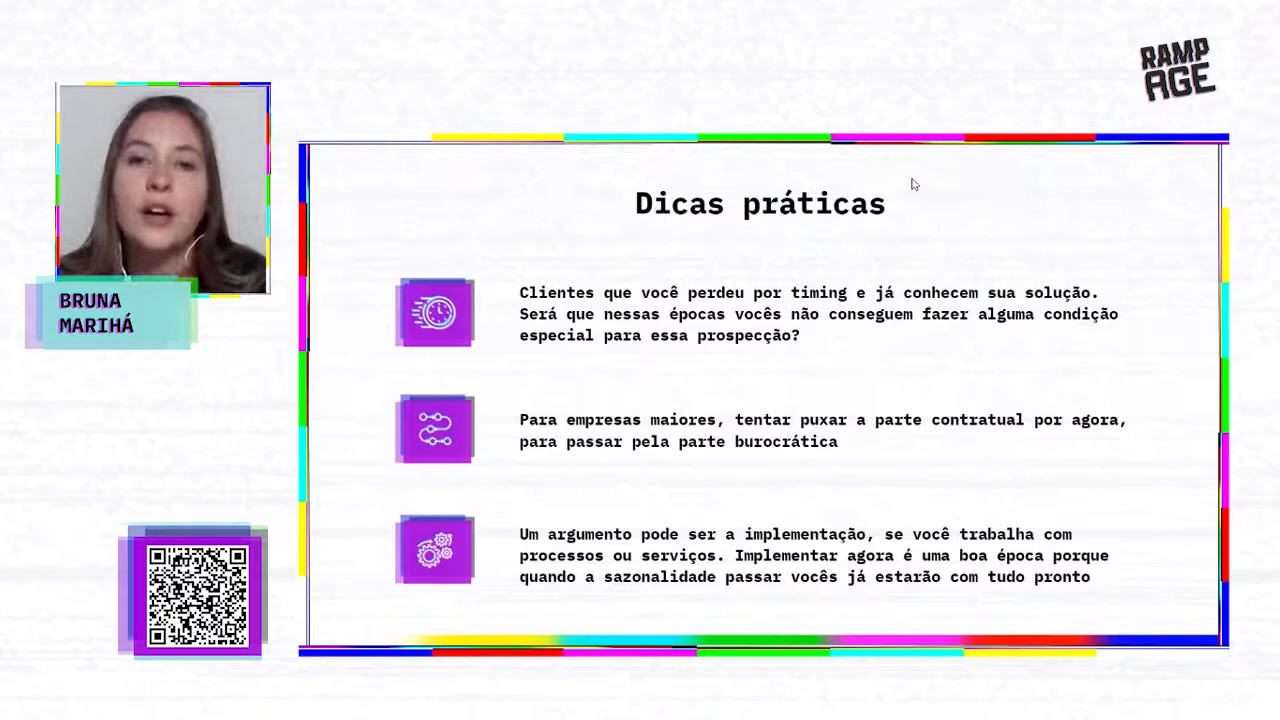 RAMP
AGE
BRUNA
MARIHÁ
Dicas práticas
Clientes que você perdeu por timing e já conhecem sua solução.
Será que nessas épocas vocês não conseguem fazer alguma condição
especial para essa prospecção?
Para empresas maiores, tentar puxar a parte contratual por agora,
para passar pela parte burocrática
Um argumento pode ser a implementação, se você trabalha com
processos ou serviços. Implementar agora é uma boa época porque
quando a sazonalidade passar vocês já estarão com tudo pronto